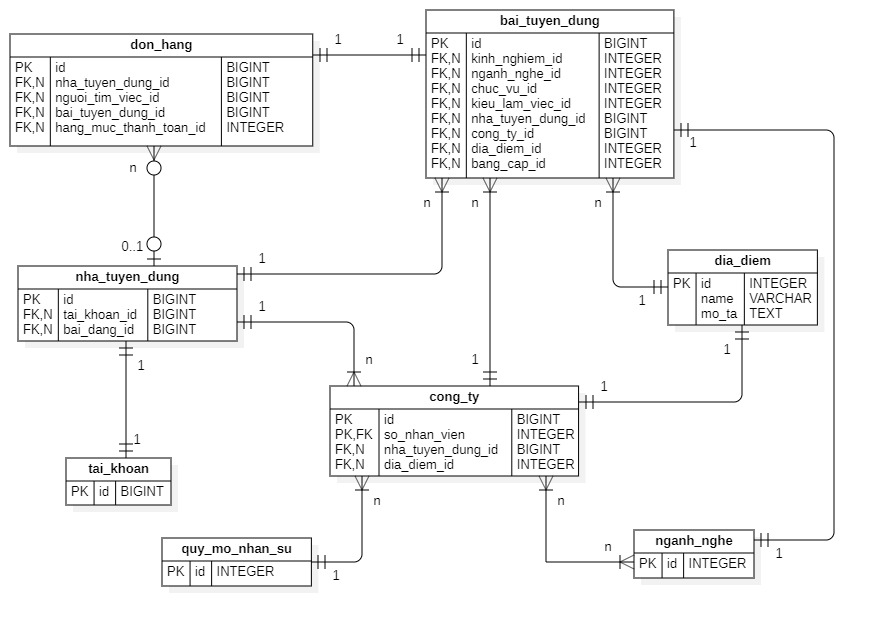 bai_tuyen_dung
PK id BIGINT
FK,N kinh_nghiem_id INTEGER
FK,N nganh_nghe_id INTEGER
FK,N chuc_vu_id INTEGER
FK,N kieu_lam_viec_id INTEGER
FK,N nha_tuyen_dung_id BIGINT
FK,N cong_ty_id BIGINT
FK,N dia_diem_id INTEGER
FK,N bang_cap_id INTEGER
don_hang
PK id BIGINT
FK,N nha_tuyen_dung_id BIGINT
FK,N nguoi_tim_viec_id BIGINT
FK,N bai_tuyen_dung_id BIGINT
FK,N hang_muc_thanh_toan_id INTEGER
1 1
1
n
n n n
0..1
1
nha_tuyen_dung
PK id BIGINT
FK,N tai_khoan_id BIGINT
FK,N bai_dang_id BIGINT
dia_diem
PK id INTEGER
name VARCHAR
mo_ta TEXT
1
1
1
n 1
1
1
cong_ty
PK id BIGINT
PK,FK so_nhan_vien INTEGER
FK,N nha_tuyen_dung_id BIGINT
FK,N dia_diem_id INTEGER
1
1
tai_khoan
PK id BIGINT
n n
quy_mo_nhan_su
PK id INTEGER
1
n
nganh_nghe
PK id INTEGER
1